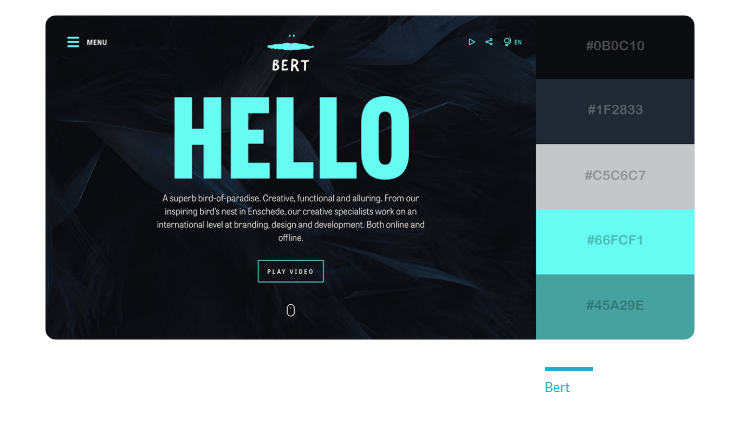 MENU
BERT
EN
HELLO
A superb bird-of-paradise. Creative, functional and alluring. From our
inspiring bird's nest in Enschede, our creative specialists work on an
international level at branding, design and development. Both online and
offline.
PLAY VIDEO
#0B0C10
#1F2833
#C5C6C7
#66FCF1
#45A29E
Bert